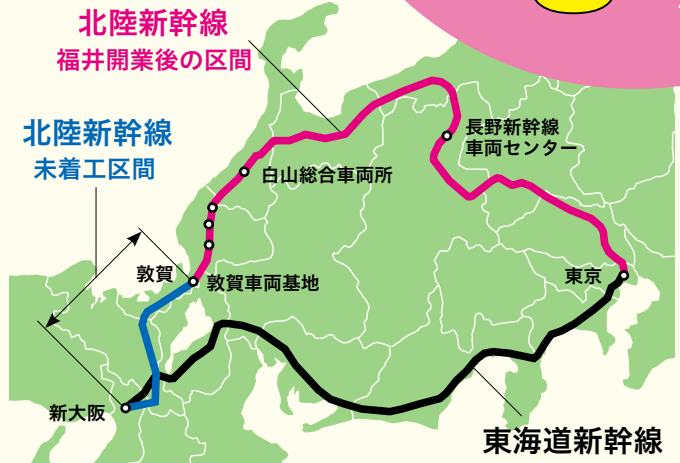 北陸新幹線
福井開業後の区間
北陸新幹線
未着工区間
長野新幹線
車両センター
白山総合車両所
敦賀
敦賀車両基地
東京
新大阪
東海道新幹線